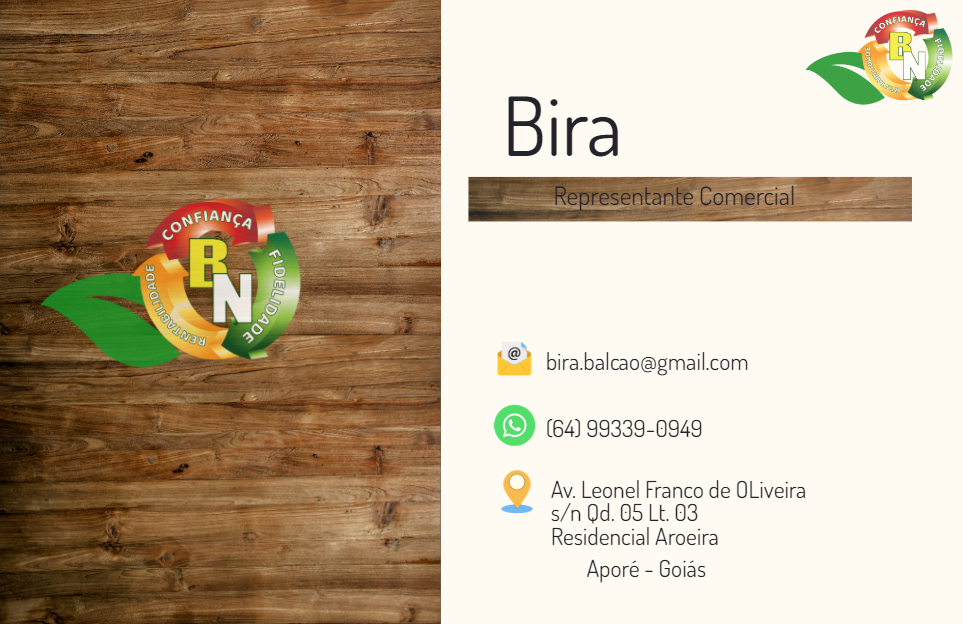 CONFIANÇA
FIDELIDADE
RENTABILIDADE
BN
CONFIANÇA
FIDELIDADE
RENTABILIDADE
BN
Bira
Representante Comercial
@
bira.balcao@gmail.com
(64) 99339-0949
Av. Leonel Franco de OLiveira
s/n Qd. 05 Lt. 03
Residencial Aroeira
Aporé - Goiás